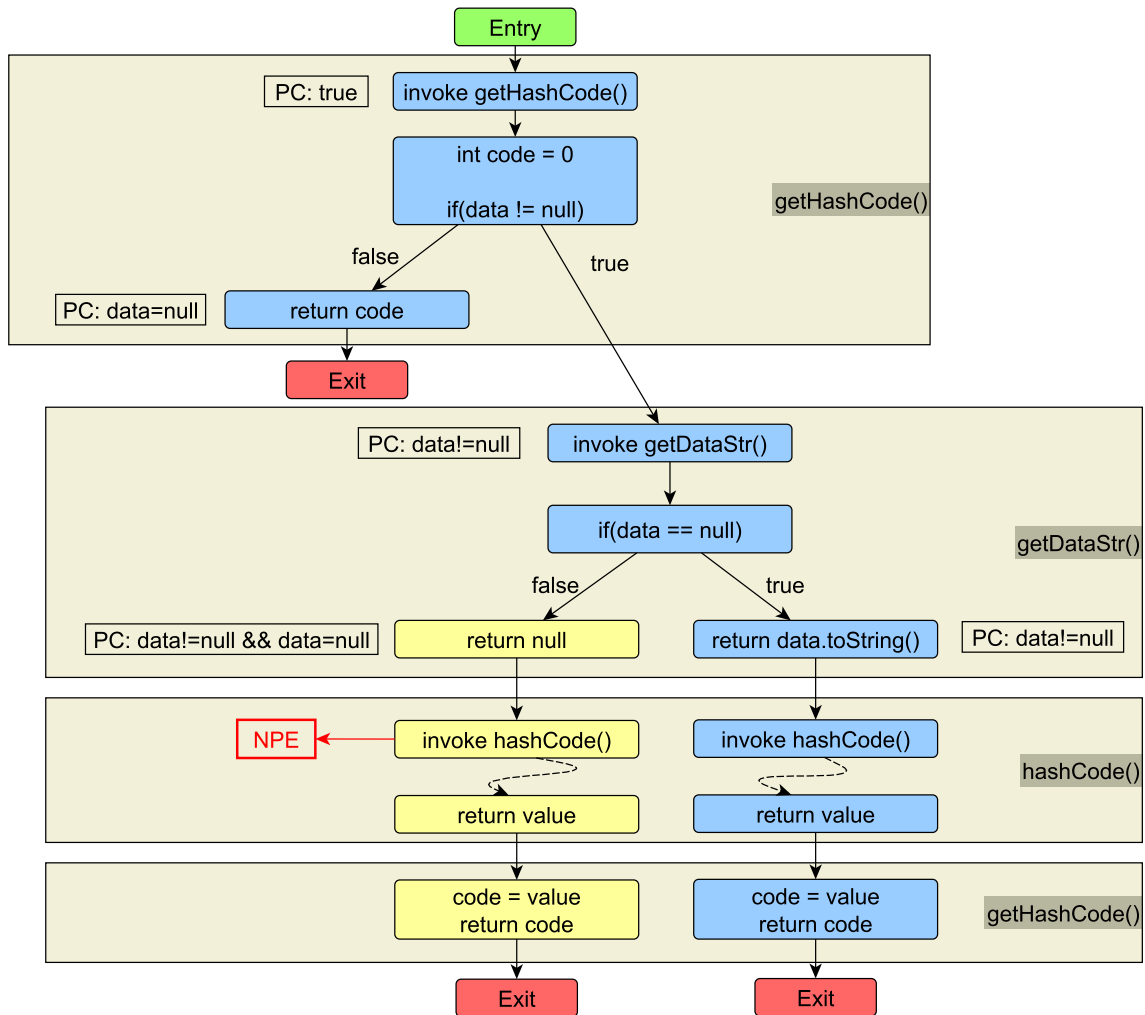 Entry
PC: true
invoke getHashCode()
int code = 0
if(data != null)
getHashCode()
false
true
PC: data=null
return code
Exit
PC: data!=null
invoke getDataStr()
if(data == null)
getDataStr()
false
true
PC: data!=null && data=null
return null
return data.toString()
PC: data!=null
NPE
invoke hashCode()
invoke hashCode()
hashCode()
return value
return value
code = value
return code
code = value
return code
getHashCode()
Exit
Exit